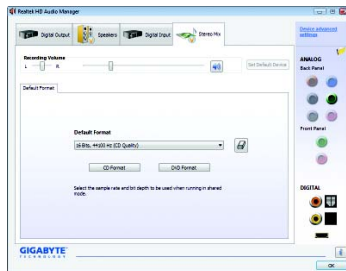 Realtek HD Audio Manager
Digital Output
Speakers
Digital Input
Stereo Mix
Device advanced settings
Recording Volume
L
R
Set Default Device
Default Format
Default Format
16 Bits, 44100 Hz (CD Quality)
CD Format
DVD Format
Select the sample rate and bit depth to be used when running in shared
mode.
ANALOG
Back Panel
Front Panel
DIGITAL
GIGABYTE
TECHNOLOGY
i
OK